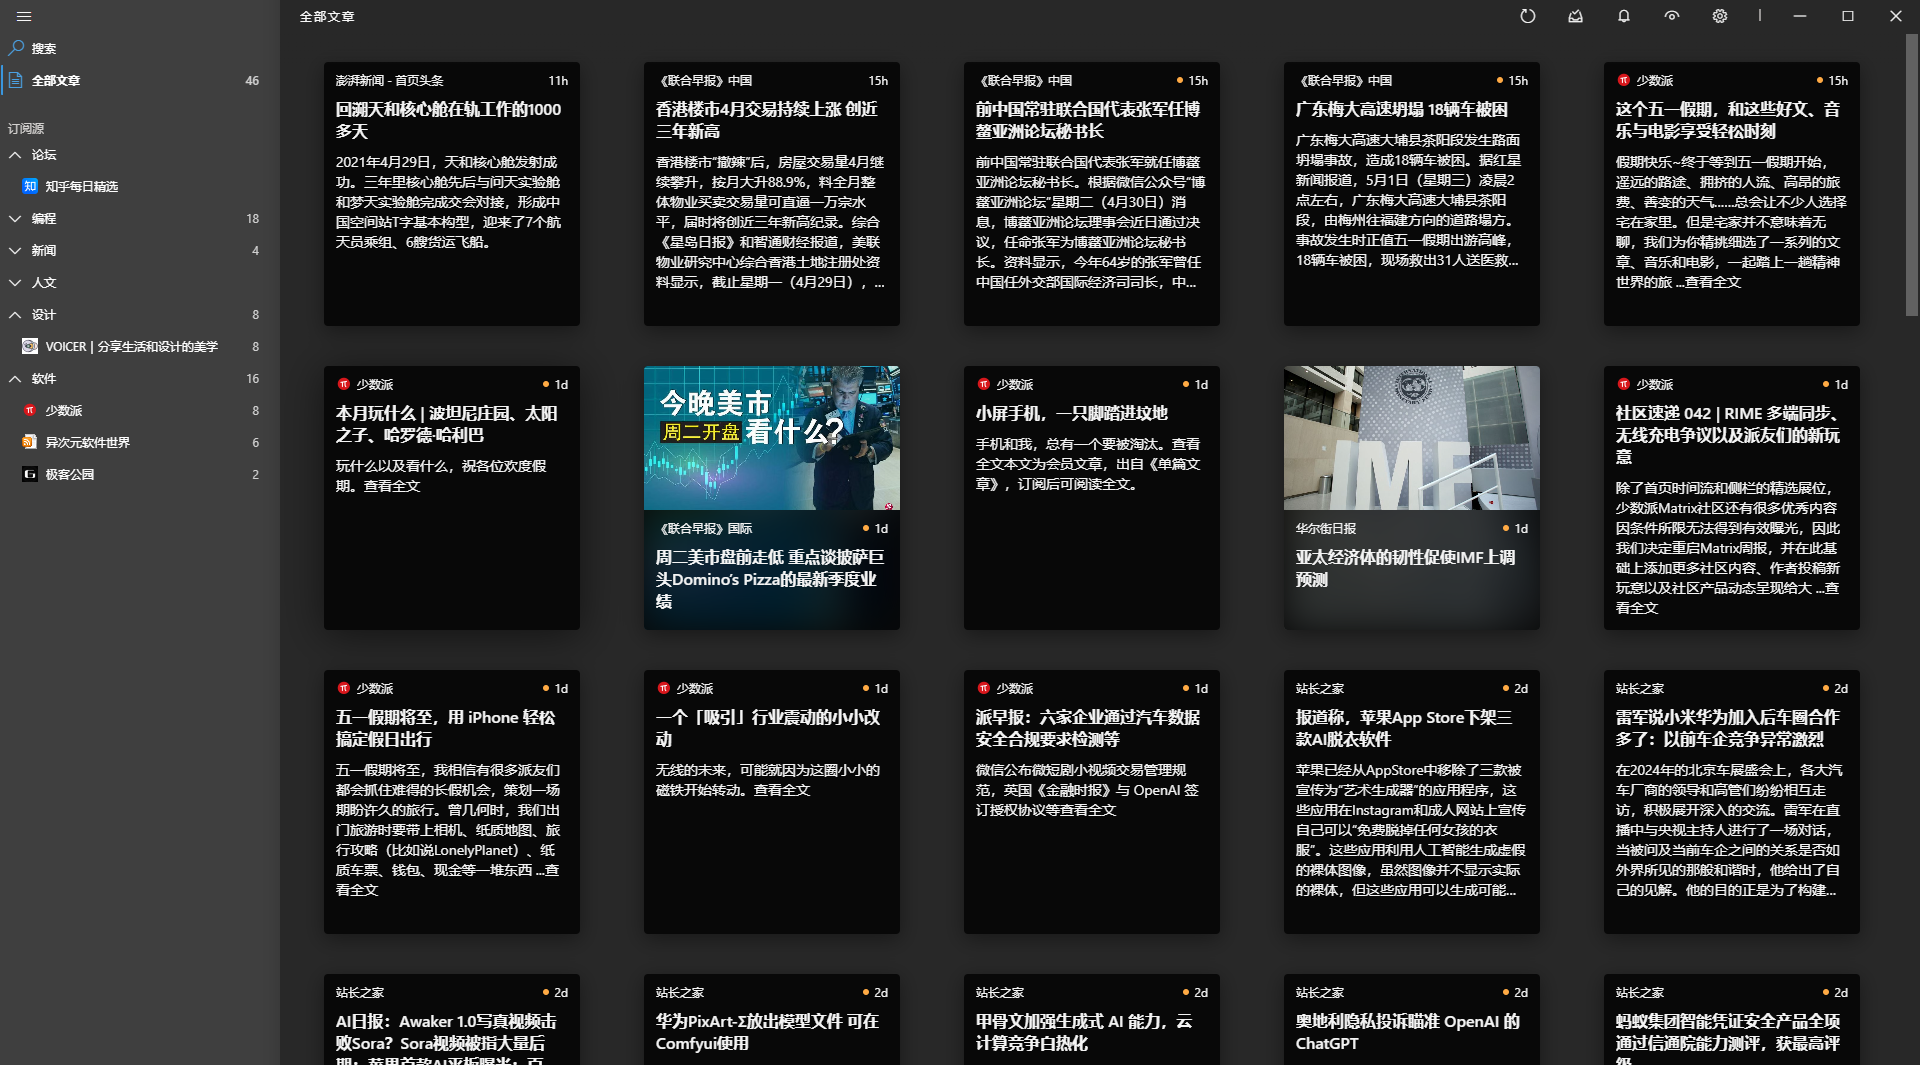 全部文章
搜索
全部文章 46
订阅源
论坛
知乎每日精选
编程 18
新闻 4
人文
设计 8
VOICER | 分享生活和设计的美学 8
软件 16
少数派 8
异次元软件世界 6
极客公园 2
澎湃新闻 - 首页头条 11h
回溯天和核心舱在轨工作的1000
多天
2021年4月29日，天和核心舱发射成
功。三年里核心舱先后与问天实验舱
和梦天实验舱完成交会对接，形成中
国空间站T字基本构型，迎来了7个航
天员乘组、6艘货运飞船。
《联合早报》中国 15h
香港楼市4月交易持续上涨 创近
三年新高
香港楼市“撤辣”后，房屋交易量4月继
续攀升，按月大升88.9%，料全月整
体物业买卖交易量可直逼一万宗水
平，届时将创近三年新高纪录。综合
《星岛日报》和智通财经报道，美联
物业研究中心综合香港土地注册处资
料显示，截止星期一（4月29日），...
《联合早报》中国 15h
前中国常驻联合国代表张军任博
鳌亚洲论坛秘书长
前中国常驻联合国代表张军就任博鳌
亚洲论坛秘书长。根据微信公众号“博
鳌亚洲论坛”星期二（4月30日）消
息，博鳌亚洲论坛理事会近日通过决
议，任命张军为博鳌亚洲论坛秘书
长。资料显示，今年64岁的张军曾任
中国任外交部国际经济司司长，中...
《联合早报》中国 15h
广东梅大高速坍塌 18辆车被困
广东梅大高速大埔县茶阳段发生路面
坍塌事故，造成18辆车被困。据红星
新闻报道，5月1日（星期三）凌晨2
点左右，广东梅大高速大埔县茶阳
段，由梅州往福建方向的道路塌方。
事故发生时正值五一假期出游高峰，
18辆车被困，现场救出31人送医救...
少数派 15h
这个五一假期，和这些好文、音
乐与电影享受轻松时刻
假期快乐~终于等到五一假期开始，
遥远的路途、拥挤的人流、高昂的旅
费、善变的天气......总会让不少人选择
宅在家里。但是宅家并不意味着无
聊，我们为你精挑细选了一系列的文
章、音乐和电影，一起踏上一趟精神
世界的旅 ...查看全文
少数派 1d
本月玩什么 | 波坦尼庄园、太阳
之子、哈罗德·哈利巴
玩什么以及看什么，祝各位欢度假
期。查看全文
今晚美市
周二开盘 看什么?
《联合早报》国际 1d
周二美市盘前走低 重点谈披萨巨
头Domino’s Pizza的最新季度业
绩
少数派 1d
小屏手机，一只脚踏进坟地
手机和我，总有一个要被淘汰。查看
全文本文为会员文章，出自《单篇文
章》，订阅后可阅读全文。
IMF
华尔街日报 1d
亚太经济体的韧性促使IMF上调
预测
少数派 1d
社区速递 042 | RIME 多端同步、
无线充电争议以及派友们的新玩
意
除了首页时间流和侧栏的精选展位，
少数派Matrix社区还有很多优秀内容
因条件所限无法得到有效曝光，因此
我们决定重启Matrix周报，并在此基
础上添加更多社区内容、作者投稿新
玩意以及社区产品动态呈现给大 ...查
看全文
少数派 1d
五一假期将至，用 iPhone 轻松
搞定假日出行
五一假期将至，我相信有很多派友们
都会抓住难得的长假机会，策划一场
期盼许久的旅行。曾几何时，我们出
门旅游时要带上相机、纸质地图、旅
行攻略（比如说LonelyPlanet）、纸
质车票、钱包、现金等一堆东西 ...查
看全文
少数派 1d
一个「吸引」行业震动的小小改
动
无线的未来，可能就因为这圈小小的
磁铁开始转动。查看全文
少数派 1d
派早报：六家企业通过汽车数据
安全合规要求检测等
微信公布微短剧小视频交易管理规
范，英国《金融时报》与 OpenAI 签
订授权协议等查看全文
站长之家 2d
报道称，苹果App Store下架三
款AI脱衣软件
苹果已经从AppStore中移除了三款被
宣传为“艺术生成器”的应用程序，这
些应用在Instagram和成人网站上宣传
自己可以“免费脱掉任何女孩的衣
服”。这些应用利用人工智能生成虚假
的裸体图像，虽然图像并不显示实际
的裸体，但这些应用可以生成可能...
站长之家 2d
雷军说小米华为加入后车圈合作
多了：以前车企竞争异常激烈
在2024年的北京车展盛会上，各大汽
车厂商的领导和高管们纷纷相互走
访，积极展开深入的交流。雷军在直
播中与央视主持人进行了一场对话，
当被问及当前车企之间的关系是否如
外界所见的那般和谐时，他给出了自
己的见解。他的目的正是为了构建...
站长之家 2d
AI日报：Awaker 1.0写真视频击
败Sora？Sora视频被指大量后
期；苹果首款AI平板曝光；百
站长之家 2d
华为PixArt-Σ放出模型文件 可在
Comfyui使用
站长之家 2d
甲骨文加强生成式 AI 能力，云
计算竞争白热化
站长之家 2d
奥地利隐私投诉瞄准 OpenAI 的
ChatGPT
站长之家 2d
蚂蚁集团智能凭证安全产品全项
通过信通院能力测评，获最高评
级